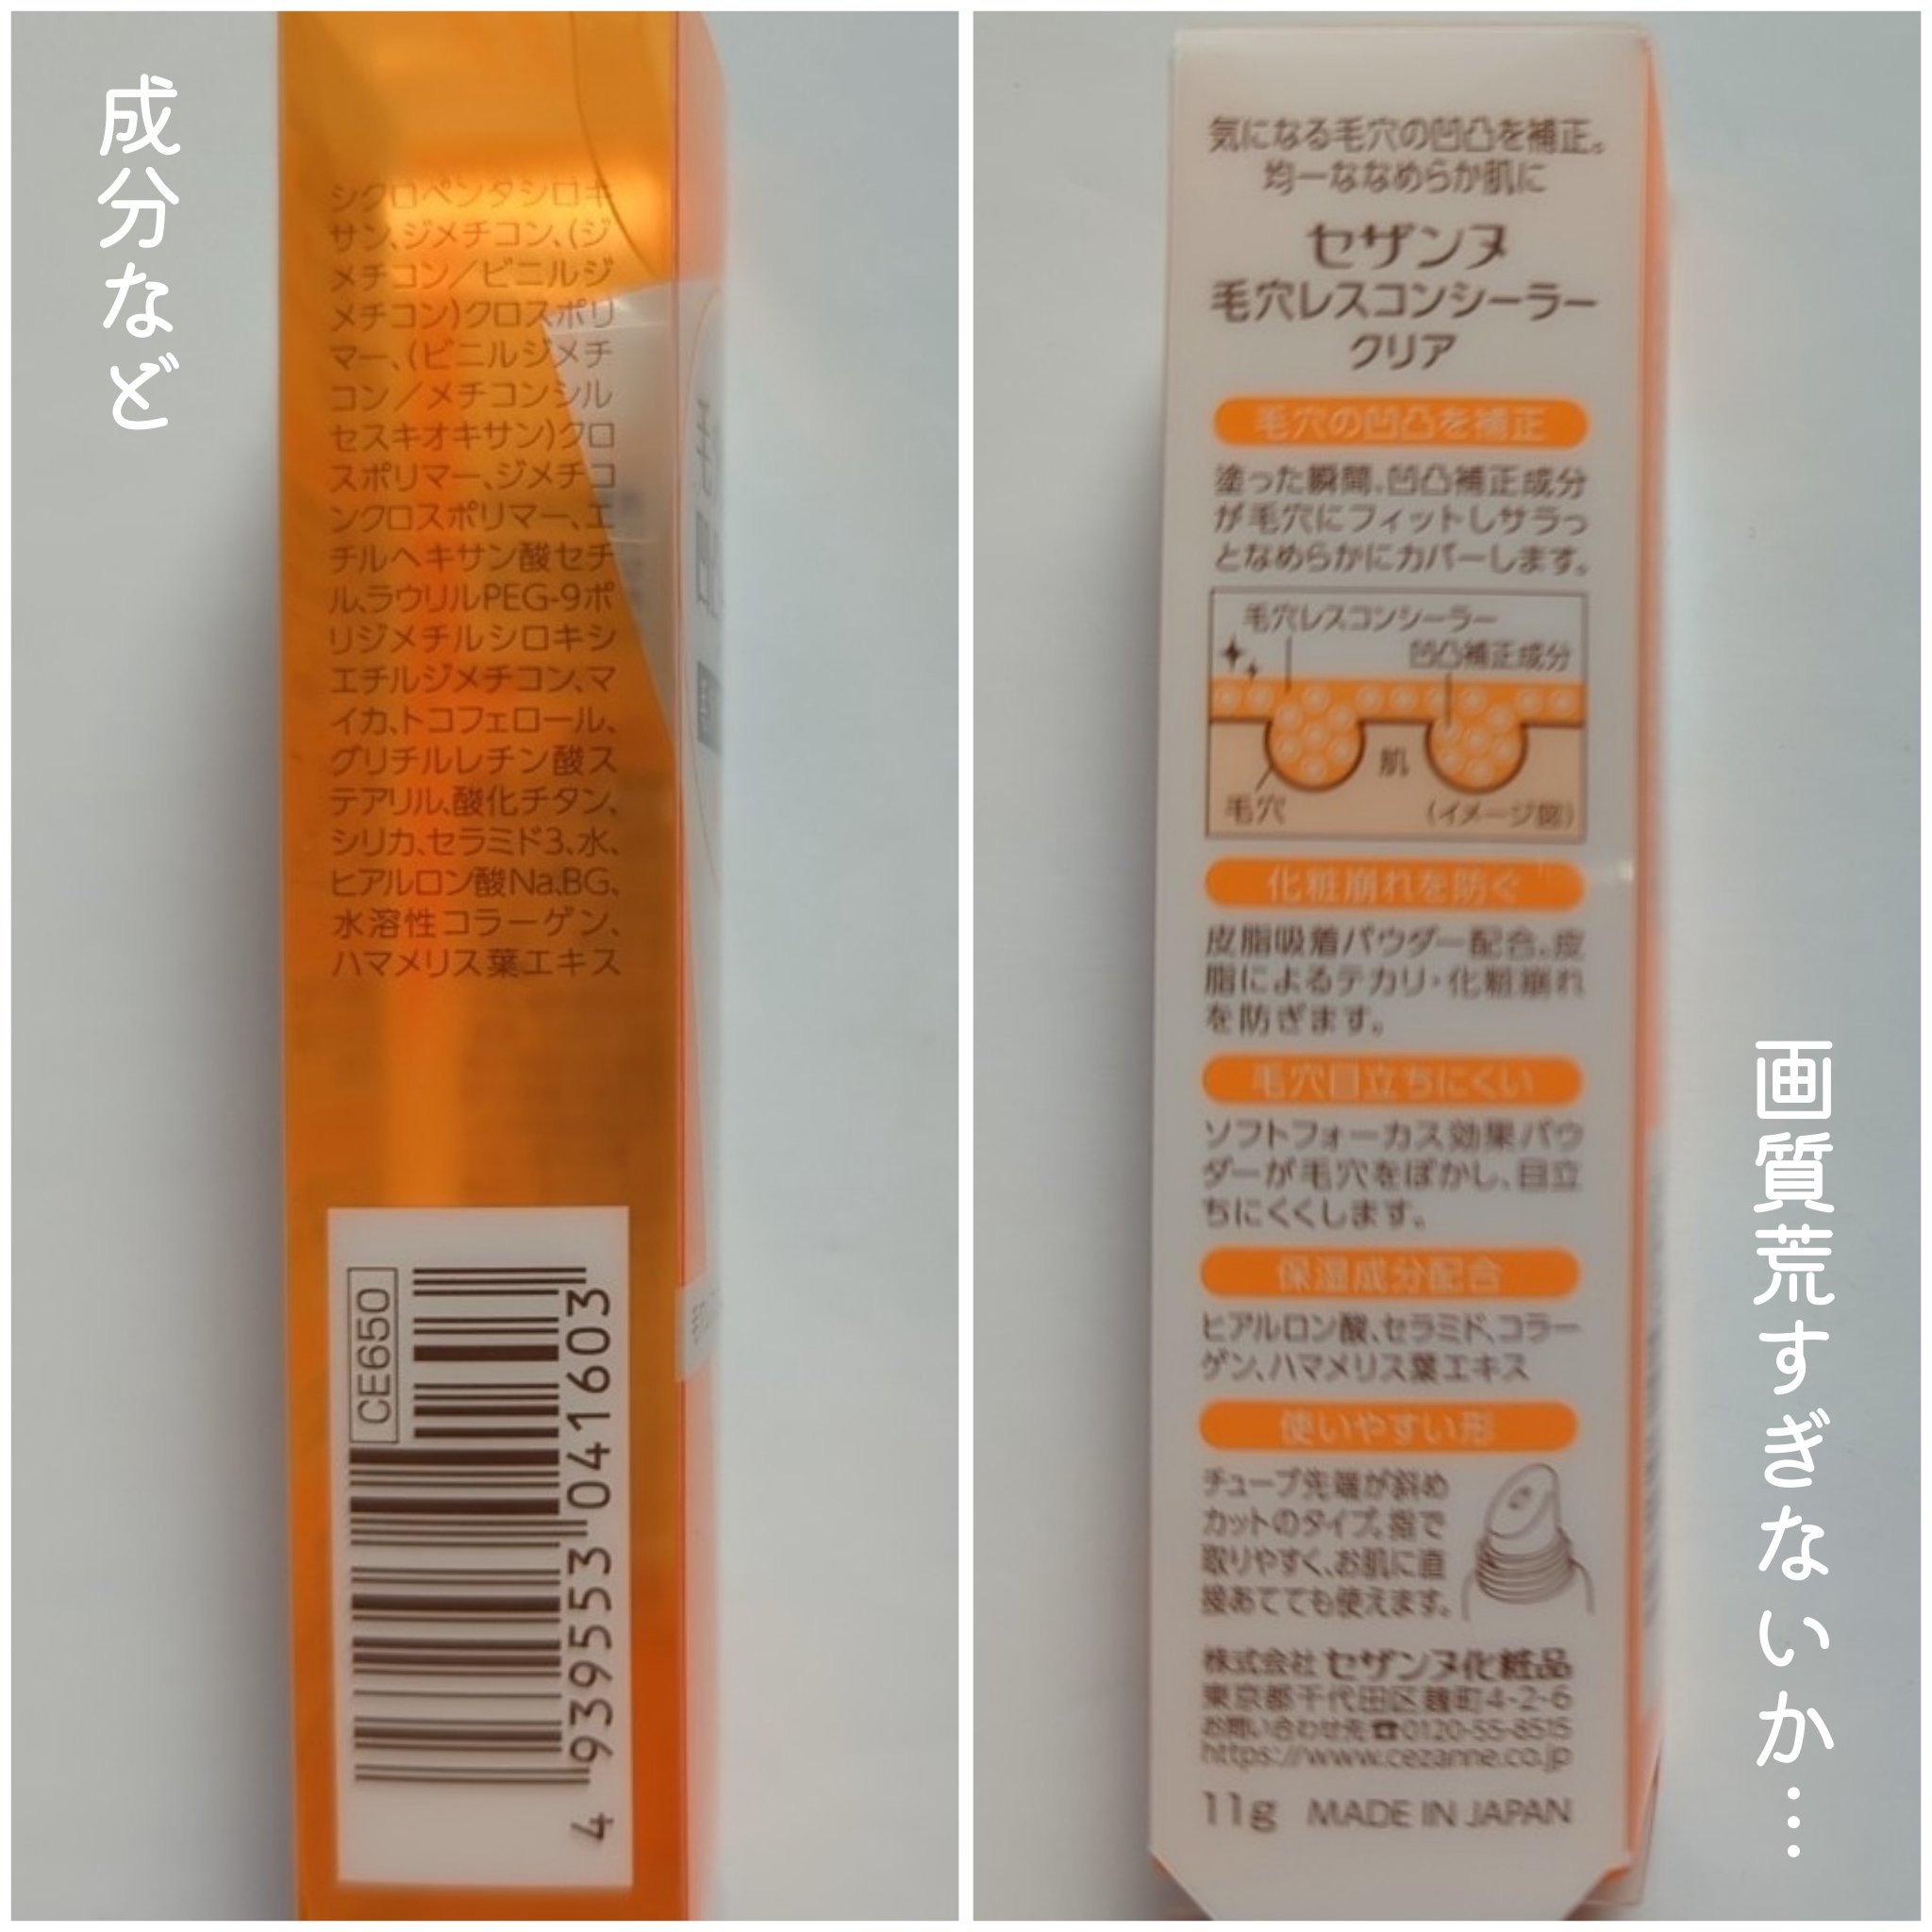 成分など
シクロペンタシロキ
サン、ジメチコン、(ジ
メチコン/ビニルジ
メチコン)クロスポリ
マー、(ビニルジメチ
コン/メチコンシル
セスキオキサン)クロ
スポリマー、ジメチコ
ンクロスポリマー、エ
チルヘキサン酸セチ
ル、ラウリルPEG-9ポ
リジメチルシロキシ
エチルジメチコン、マ
イカ、トコフェロール、
グリチルレチン酸ス
テアリル、酸化チタン、
シリカ、セラミド3、水、
ヒアルロン酸Na、BG、
水溶性コラーゲン、
ハマメリス葉エキス
CE650
4 939553 041603
気になる毛穴の凹凸を補正。
均一ななめらか肌に
セザンヌ
毛穴レスコンシーラー
クリア
毛穴の凹凸を補正
塗った瞬間、凹凸補正成分
が毛穴にフィットしサラっ
となめらかにカバーします。
毛穴レスコンシーラー
凹凸補正成分
肌
毛穴
(イメージ図)
化粧崩れを防ぐ
皮脂吸着パウダー配合。皮
脂によるテカリ・化粧崩れ
を防ぎます。
毛穴目立ちにくい
ソフトフォーカス効果パウ
ダーが毛穴をぼかし、目立
ちにくくします。
保湿成分配合
ヒアルロン酸、セラミド、コラー
ゲン、ハマメリス葉エキス
使いやすい形
チューブ先端が斜め
カットのタイプ。指で
取りやすく、お肌に直
接あてても使えます。
株式会社 セザンヌ化粧品
東京都千代田区麹町4-2-6
お問い合わせ先☎0120-55-8515
https://www.cezanne.co.jp
11g MADE IN JAPAN
画質荒すぎないか…